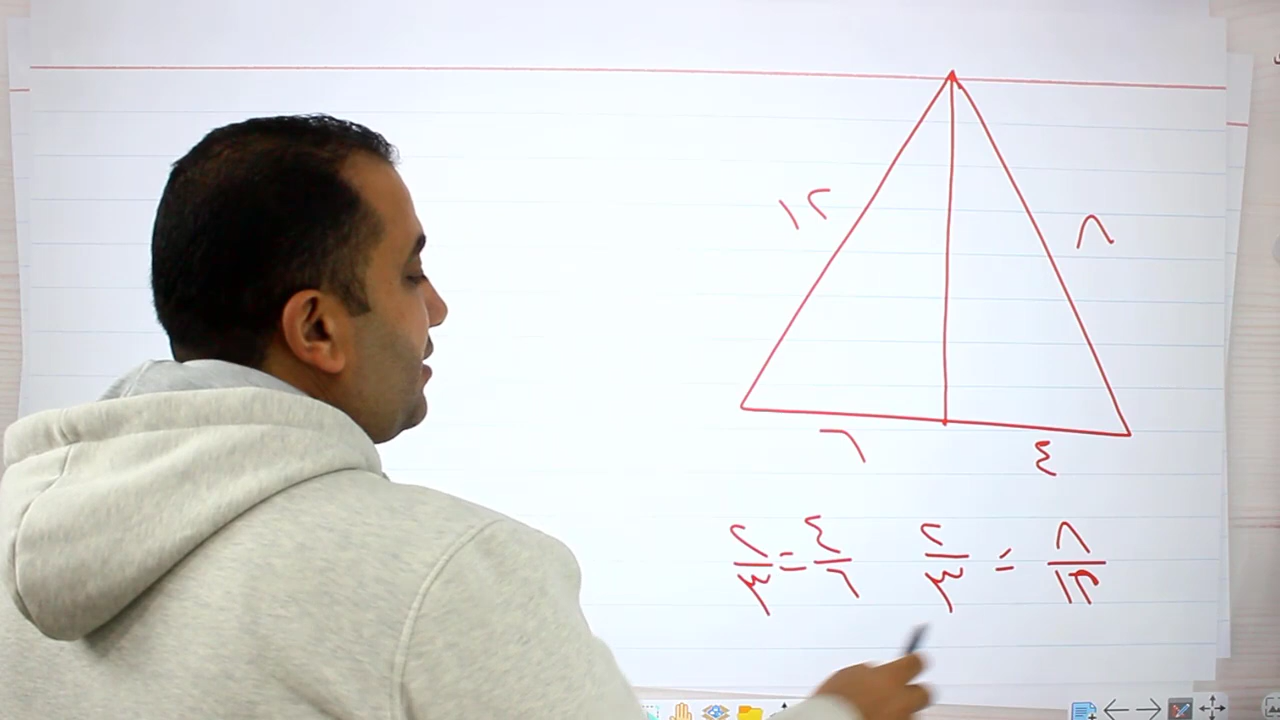 ١٢
٨
٦
٤
٨/١٢ = ٢/٣ ٤/٦ = ٢/٣